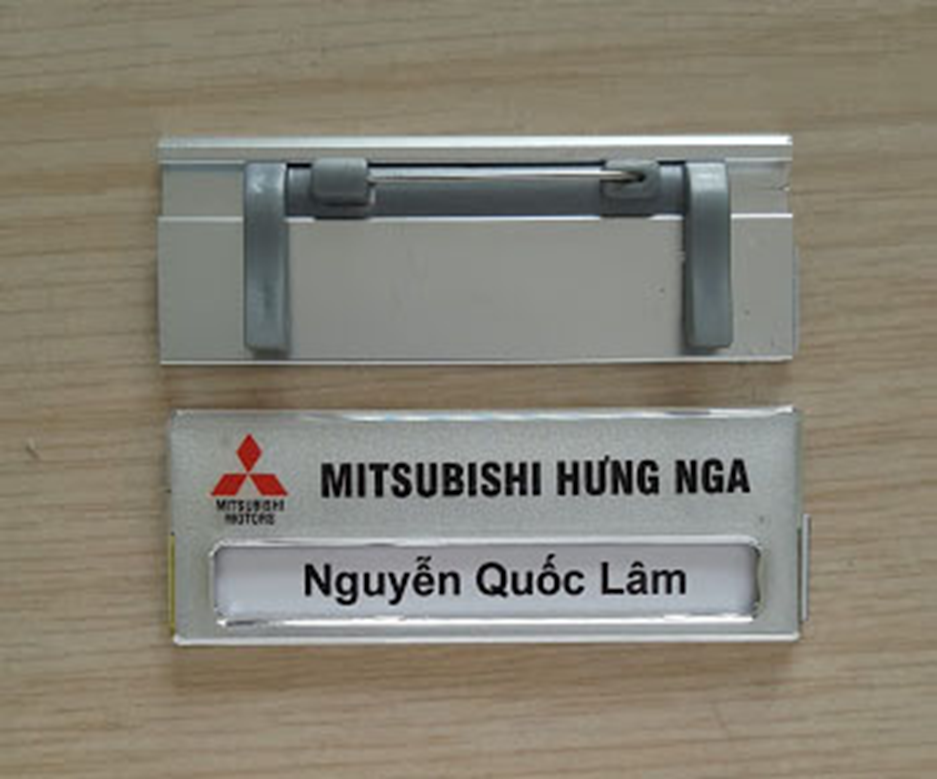 MITSUBISHI HƯNG NGA
MITSUBISHI
MOTORS
Nguyễn Quốc Lâm